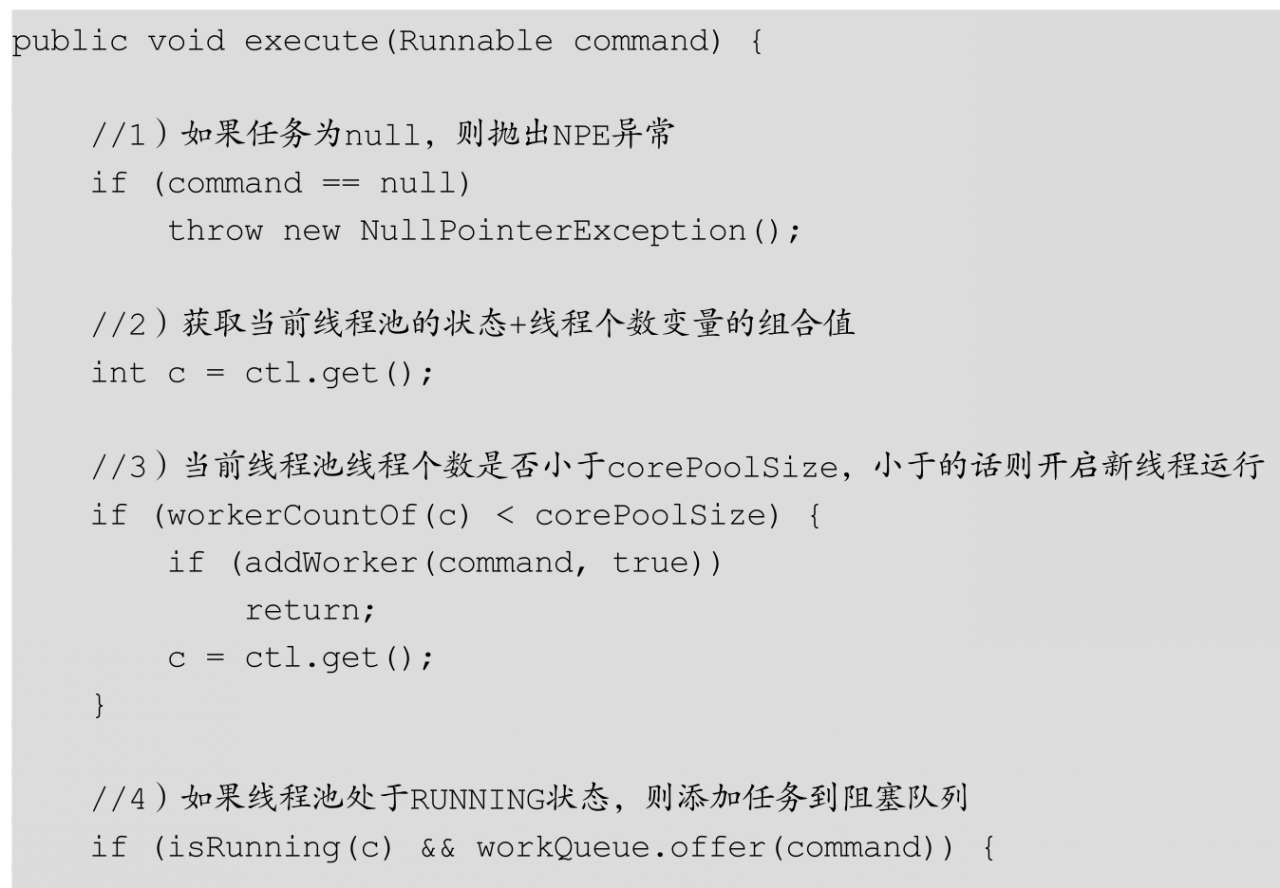 public void execute(Runnable command) {
//1）如果任务为null，则抛出NPE异常
if (command == null)
throw new NullPointerException();
//2）获取当前线程池的状态+线程个数变量的组合值
int c = ctl.get();
//3）当前线程池线程个数是否小于corePoolSize，小于的话则开启新线程运行
if (workerCountOf(c) < corePoolSize) {
if (addWorker(command, true))
return;
c = ctl.get();
}
//4）如果线程池处于RUNNING状态，则添加任务到阻塞队列
if (isRunning(c) && workQueue.offer(command)) {